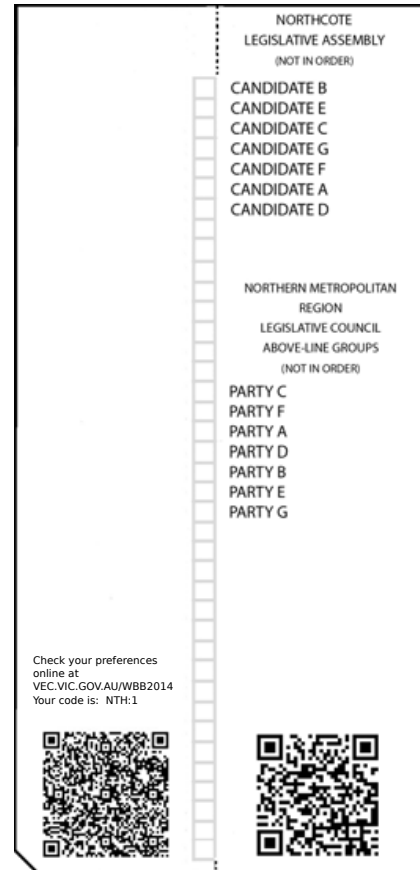 NORTHCOTE
LEGISLATIVE ASSEMBLY
(NOT IN ORDER)
CANDIDATE B
CANDIDATE E
CANDIDATE C
CANDIDATE G
CANDIDATE F
CANDIDATE A
CANDIDATE D
NORTHERN METROPOLITAN
REGION
LEGISLATIVE COUNCIL
ABOVE-LINE GROUPS
(NOT IN ORDER)
PARTY C
PARTY F
PARTY A
PARTY D
PARTY B
PARTY E
PARTY G
Check your preferences
online at
VEC.VIC.GOV.AU/WBB2014
Your code is: NTH:1